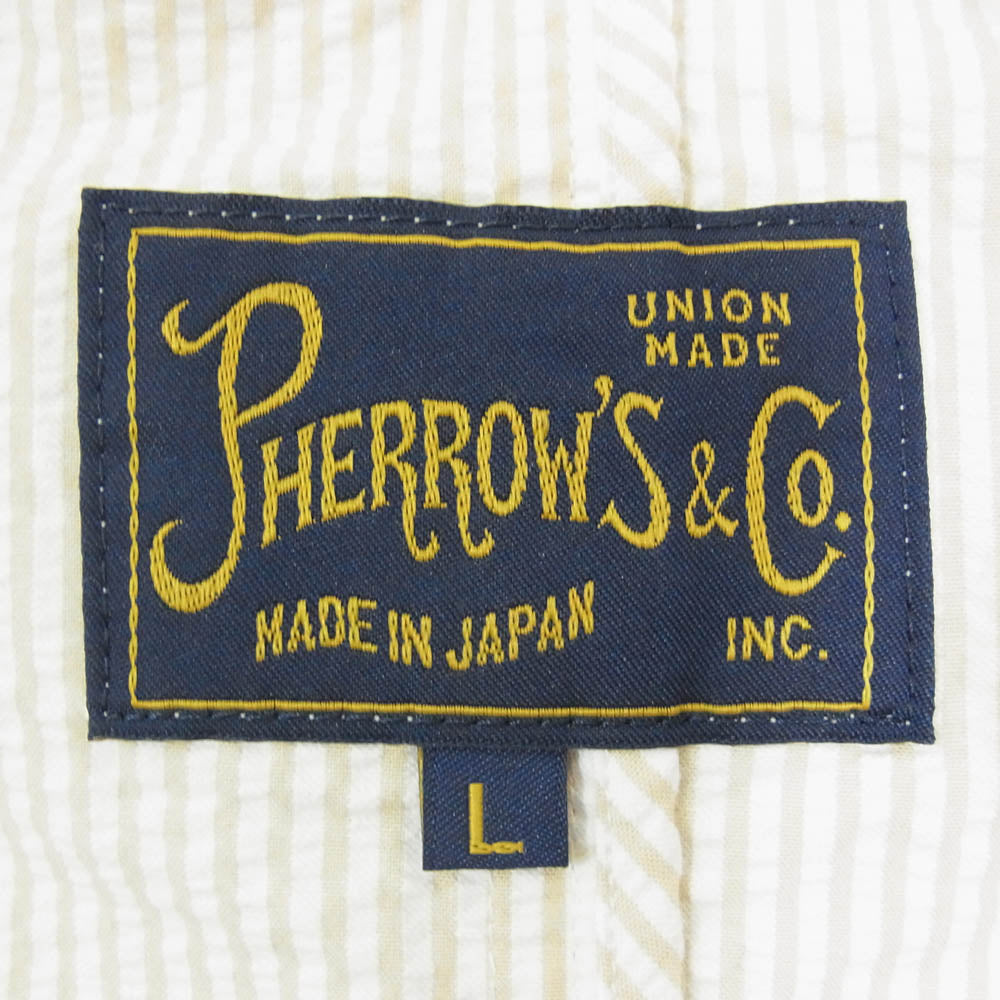 UNION
MADE
PHERROW'S & Co.
MADE IN JAPAN
INC.
L